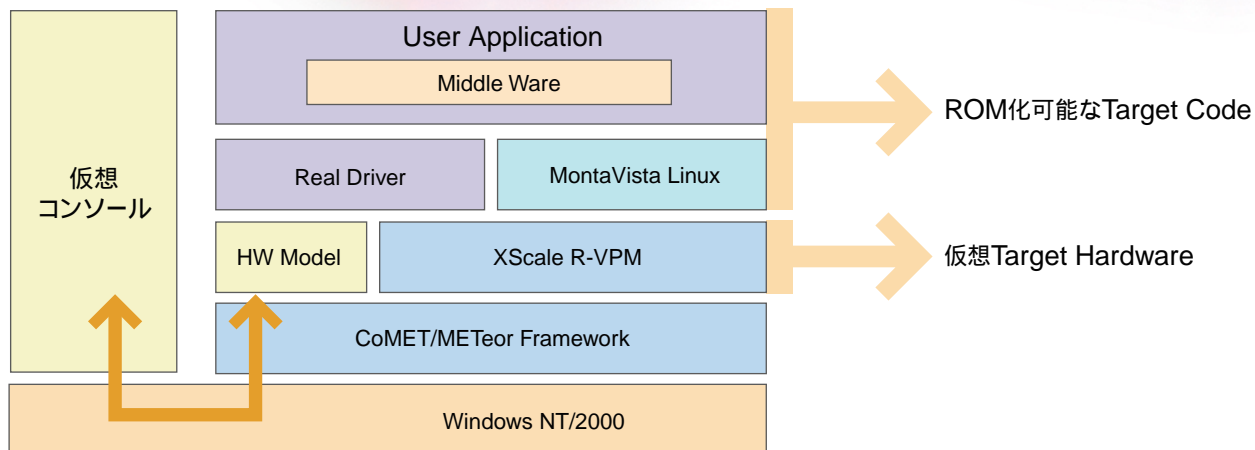 User Application
Middle Ware
ROM化可能なTarget Code
仮想
コンソール
Real Driver
MontaVista Linux
HW Model
XScale R-VPM
仮想Target Hardware
CoMET/METeor Framework
Windows NT/2000